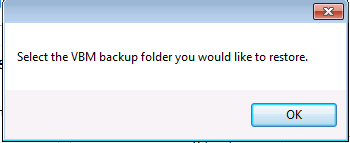 Select the VBM backup folder you would like to restore.
OK